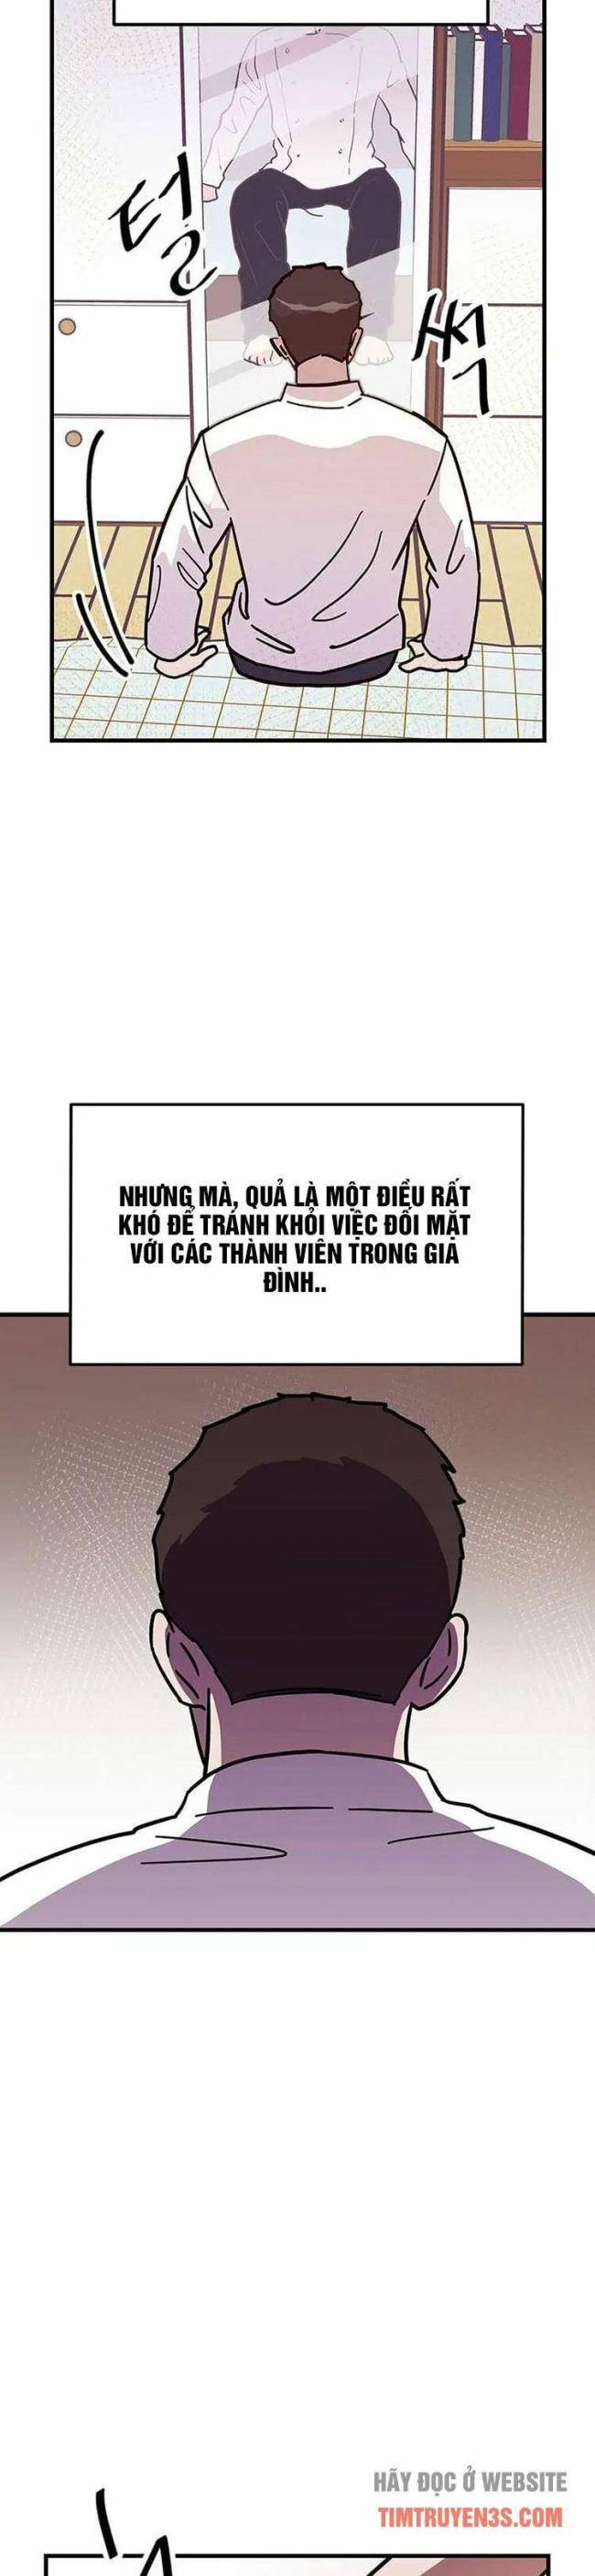 털
썩
NHƯNG MÀ, QUẢ LÀ MỘT ĐIỀU RẤT
KHÓ ĐỂ TRÁNH KHỎI VIỆC ĐỐI MẶT
VỚI CÁC THÀNH VIÊN TRONG GIA
ĐÌNH..
HÃY ĐỌC Ở WEBSITE
TIMTRUYEN3S.COM